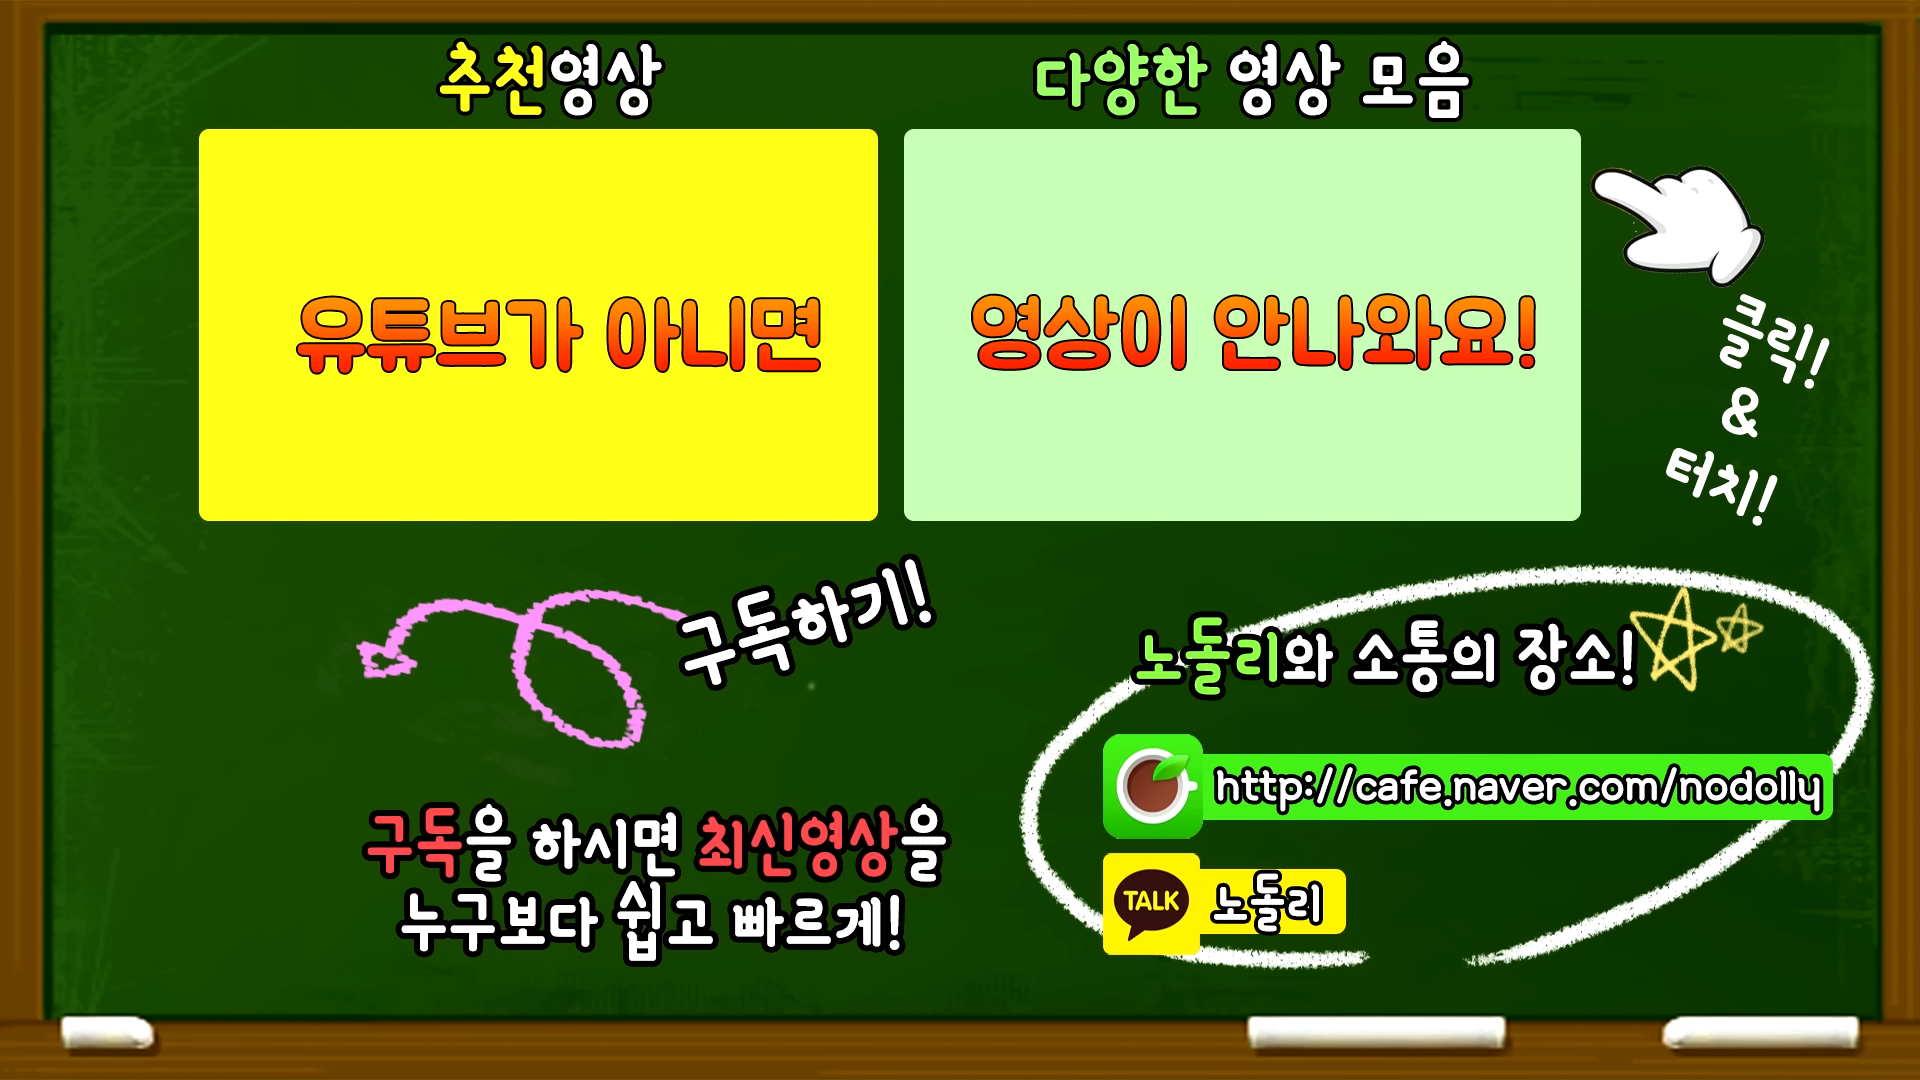 추천영상
다양한 영상 모음
유튜브가 아니면
영상이 안나와요!
클릭!
&
터치!
구독하기!
노돌리와 소통의 장소!
http://cafe.naver.com/nodolly
구독을 하시면 최신영상을
누구보다 쉽고 빠르게!
TALK
노돌리